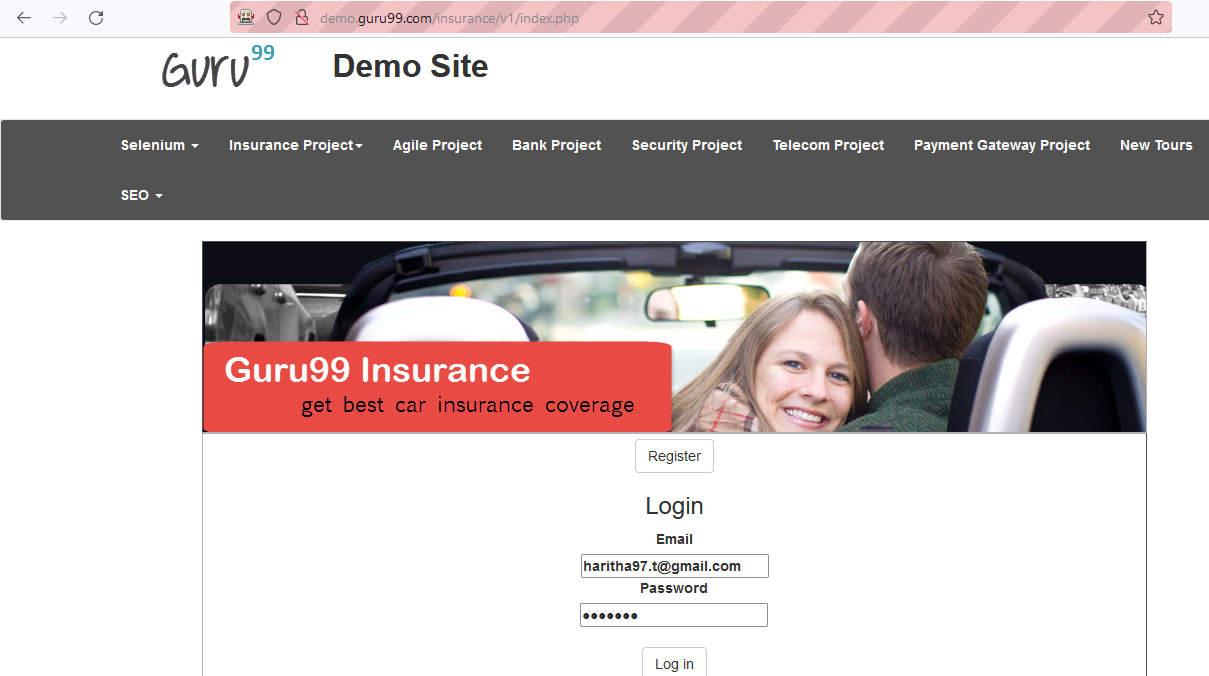 demo.guru99.com/insurance/v1/index.php
Guru99 Demo Site
Selenium Insurance Project Agile Project Bank Project Security Project Telecom Project Payment Gateway Project New Tours
SEO
Guru99 Insurance
get best car insurance coverage
Register
Login
Email
haritha97.t@gmail.com
Password
•••••••
Log in